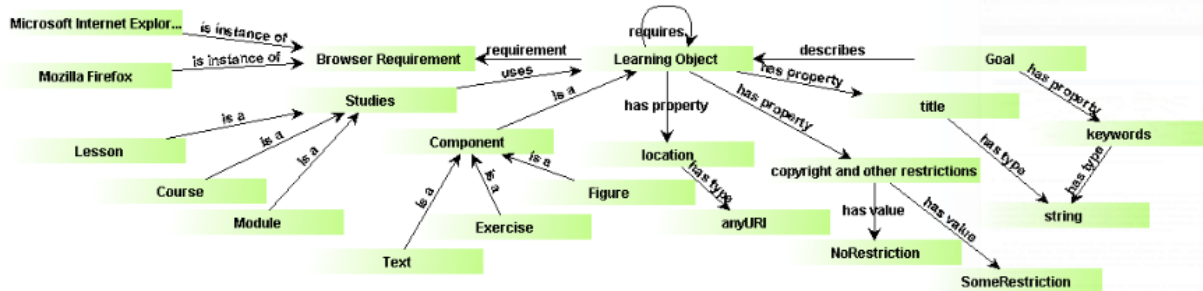 Microsoft Internet Explor...
is instance of
requires
is instance of
Browser Requirement
requirement
Learning Object
describes
Goal
Mozilla Firefox
uses
has property
has property
Studies
is a
title
is a
has property
has property
keywords
Lesson
is a
Component
location
has type
has type
is a
is a
has type
copyright and other restrictions
Course
is a
is a
Figure
has value
has value
Module
Exercise
anyURI
string
Text
NoRestriction
SomeRestriction